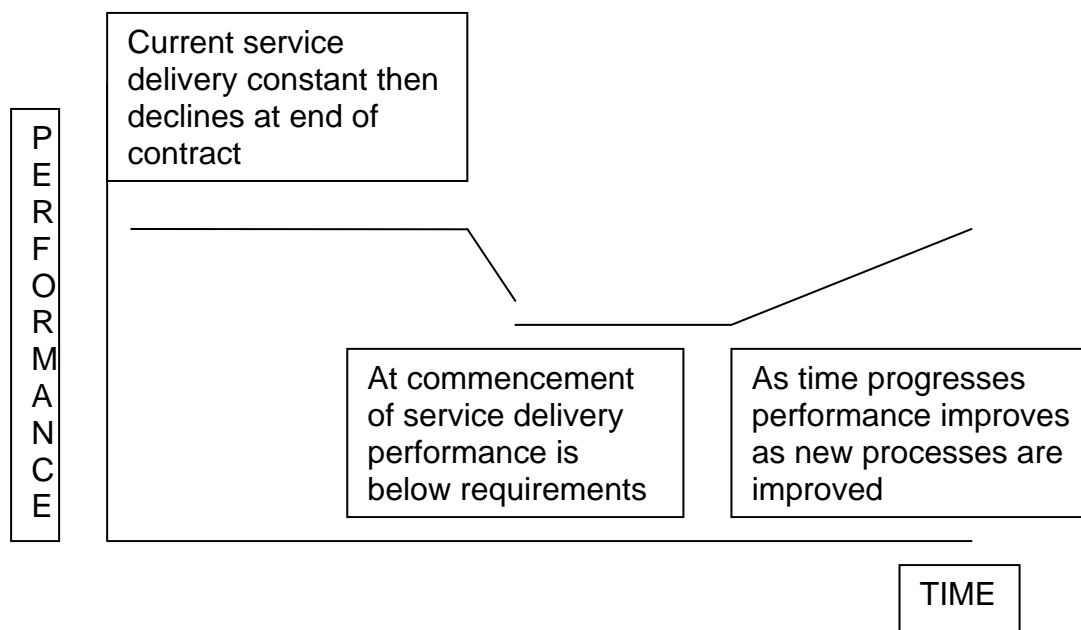 Current service
delivery constant then
declines at end of
contract
P
E
R
F
O
R
M
A
N
C
E
At commencement
of service delivery
performance is
below requirements
As time progresses
performance improves
as new processes are
improved
TIME